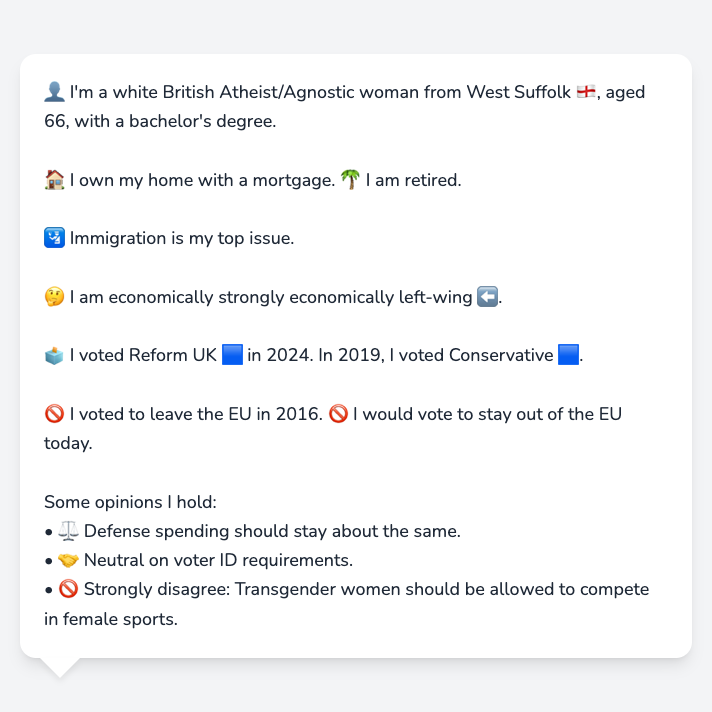 👤 I'm a white British Atheist/Agnostic woman from West Suffolk 🏴󠁧󠁢󠁥󠁮󠁧󠁿, aged
66, with a bachelor's degree.
🏠 I own my home with a mortgage. 🌴 I am retired.
🛂 Immigration is my top issue.
🤔 I am economically strongly economically left-wing ⬅️.
🗳️ I voted Reform UK 🟦 in 2024. In 2019, I voted Conservative 🟦.
🚫 I voted to leave the EU in 2016. 🚫 I would vote to stay out of the EU
today.
Some opinions I hold:
• ⚖️ Defense spending should stay about the same.
• 🤝 Neutral on voter ID requirements.
• 🚫 Strongly disagree: Transgender women should be allowed to compete
in female sports.